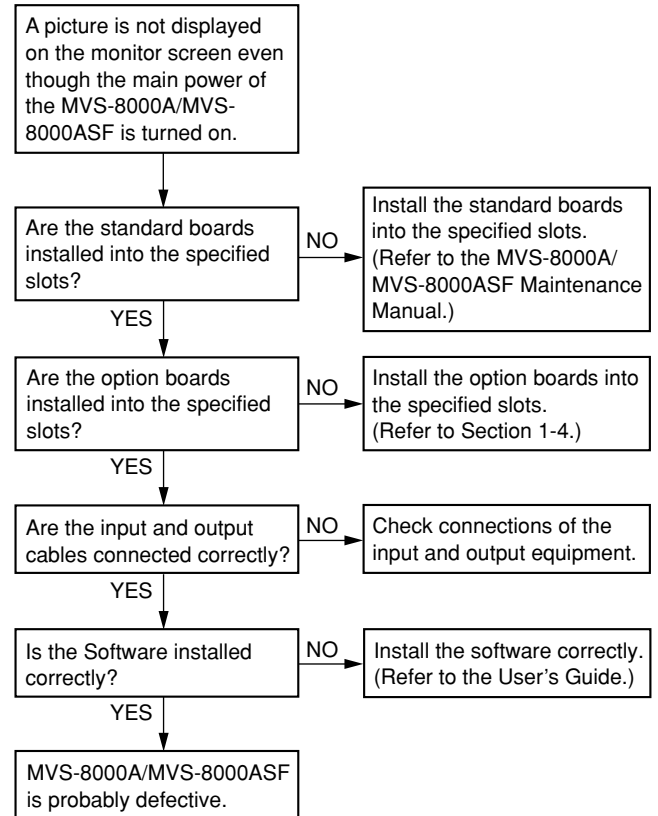 A picture is not displayed
on the monitor screen even
though the main power of
the MVS-8000A/MVS-
8000ASF is turned on.
Are the standard boards
installed into the specified
slots?
NO
Install the standard boards
into the specified slots.
(Refer to the MVS-8000A/
MVS-8000ASF Maintenance
Manual.)
YES
Are the option boards
installed into the specified
slots?
NO
Install the option boards into
the specified slots.
(Refer to Section 1-4.)
YES
Are the input and output
cables connected correctly?
NO
Check connections of the
input and output equipment.
YES
Is the Software installed
correctly?
NO
Install the software correctly.
(Refer to the User’s Guide.)
YES
MVS-8000A/MVS-8000ASF
is probably defective.